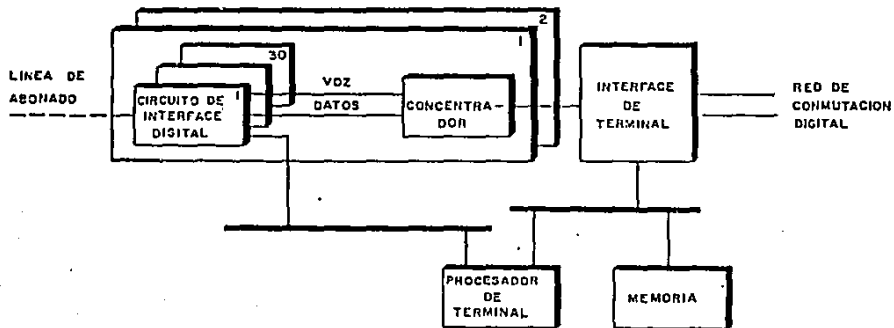 2
1
30
LINEA DE
ABONADO
1
CIRCUITO DE
INTERFACE
DIGITAL
VOZ
DATOS
CONCENTRA-
DOR
INTERFACE
DE
TERMINAL
RED DE
CONMUTACION
DIGITAL
PROCESADOR
DE
TERMINAL
MEMORIA